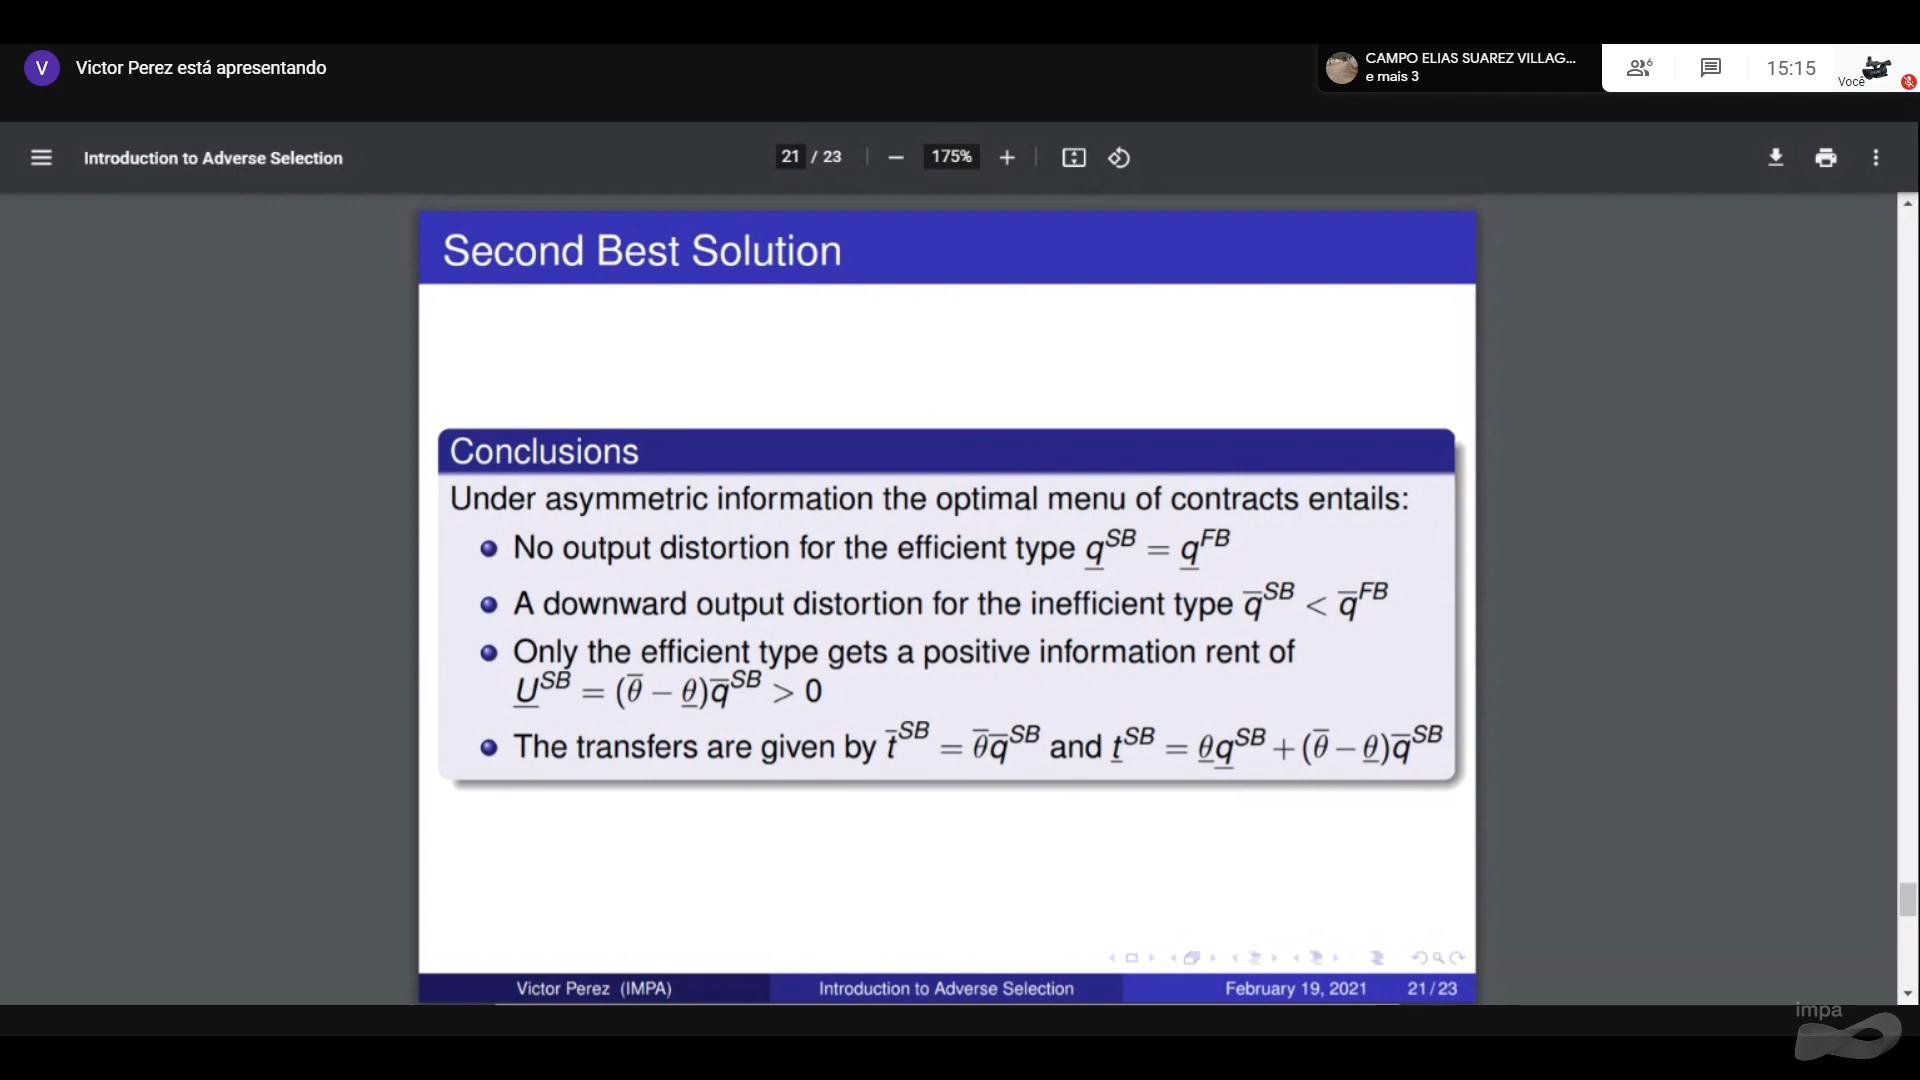 V Victor Perez está apresentando
CAMPO ELIAS SUAREZ VILLAG...
e mais 3
6
15:15
Você
Introduction to Adverse Selection
21 / 23
175%
Second Best Solution
Conclusions
Under asymmetric information the optimal menu of contracts entails:
No output distortion for the efficient type q̲^SB = q̲^FB
A downward output distortion for the inefficient type q̅^SB < q̅^FB
Only the efficient type gets a positive information rent of
U̲^SB = (θ̅ − θ̲)q̅^SB > 0
The transfers are given by t̅^SB = θ̅q̅^SB and t̲^SB = θ̲q̲^SB + (θ̅ − θ̲)q̅^SB
Victor Perez (IMPA)
Introduction to Adverse Selection
February 19, 2021
21 / 23
impa